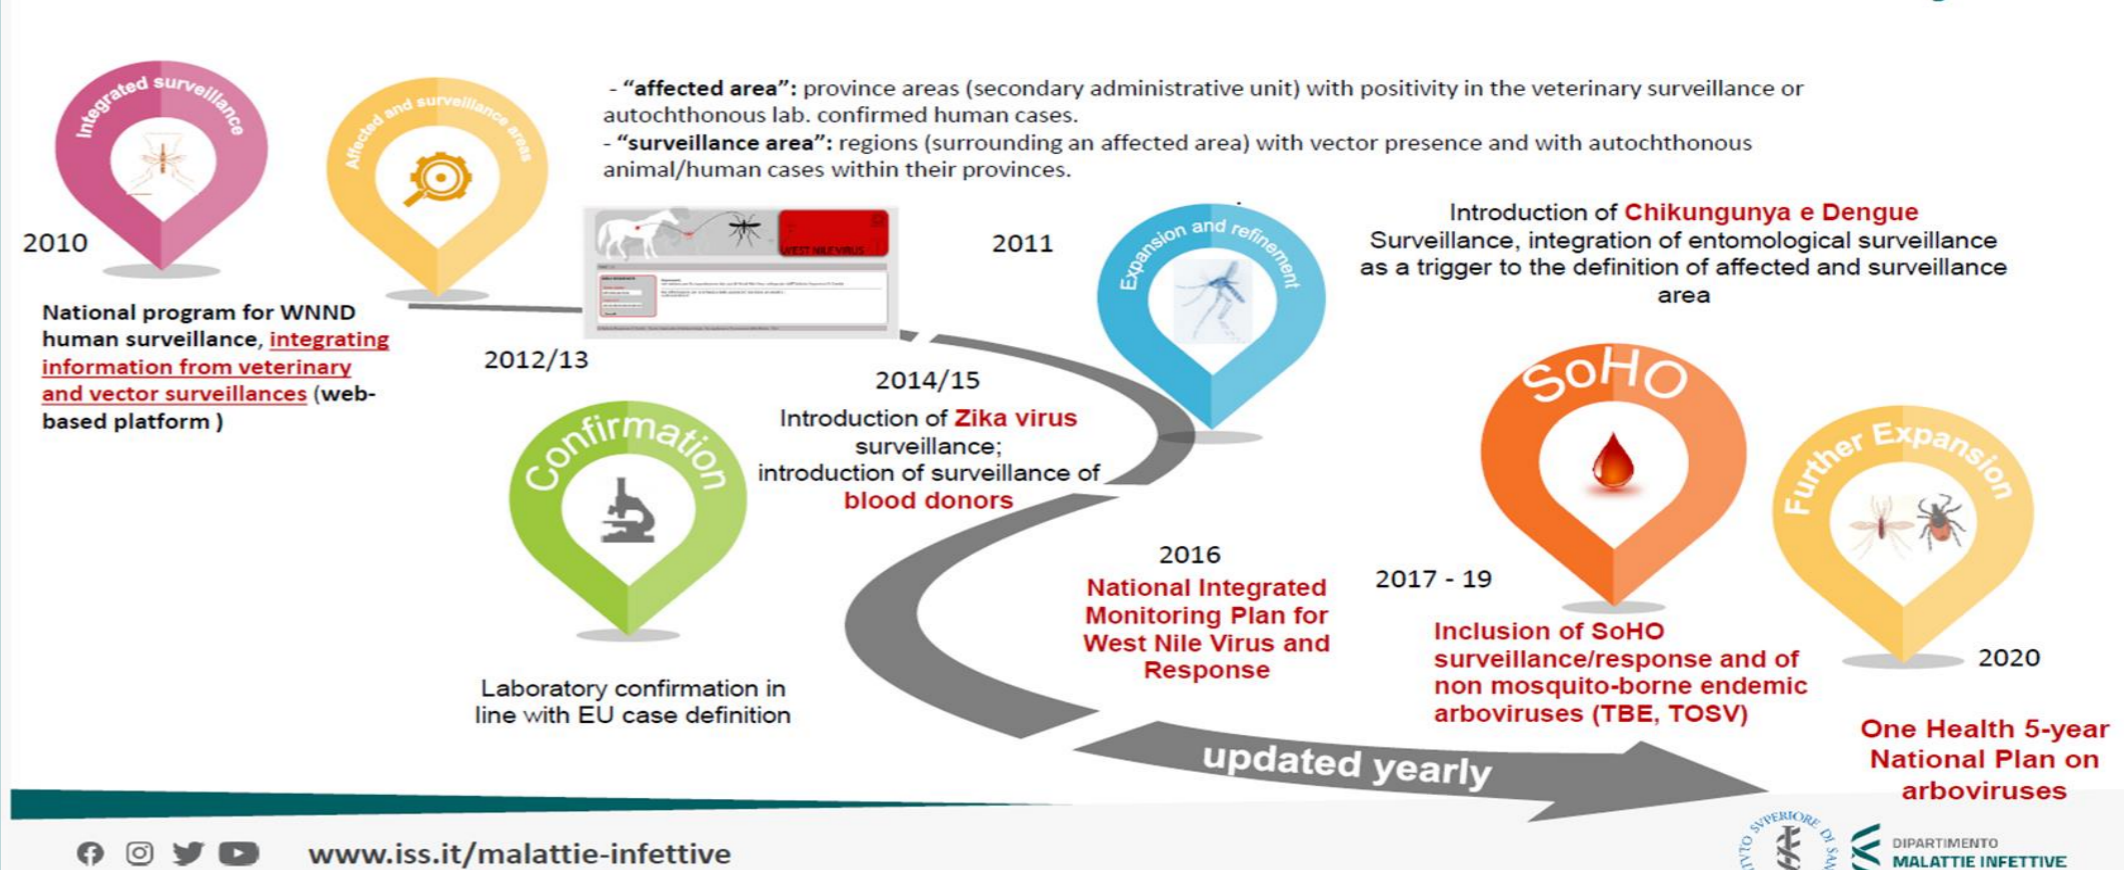 Integrated surveillance
Affected and surveillance areas
- “affected area”: province areas (secondary administrative unit) with positivity in the veterinary surveillance or
autochthonous lab. confirmed human cases.
- “surveillance area”: regions (surrounding an affected area) with vector presence and with autochthonous
animal/human cases within their provinces.
2010
National program for WNND
human surveillance, integrating
information from veterinary
and vector surveillances (web-
based platform )
WEST NILE VIRUS
2011
Expansion and refinement
Introduction of Chikungunya e Dengue
Surveillance, integration of entomological surveillance
as a trigger to the definition of affected and surveillance
area
2012/13
Confirmation
Laboratory confirmation in
line with EU case definition
2014/15
Introduction of Zika virus
surveillance;
introduction of surveillance of
blood donors
2016
National Integrated
Monitoring Plan for
West Nile Virus and
Response
SoHO
2017 - 19
Inclusion of SoHO
surveillance/response and of
non mosquito-borne endemic
arboviruses (TBE, TOSV)
Further Expansion
2020
One Health 5-year
National Plan on
arboviruses
updated yearly
www.iss.it/malattie-infettive
SVPERIORE DI
DIPARTIMENTO
MALATTIE INFETTIVE